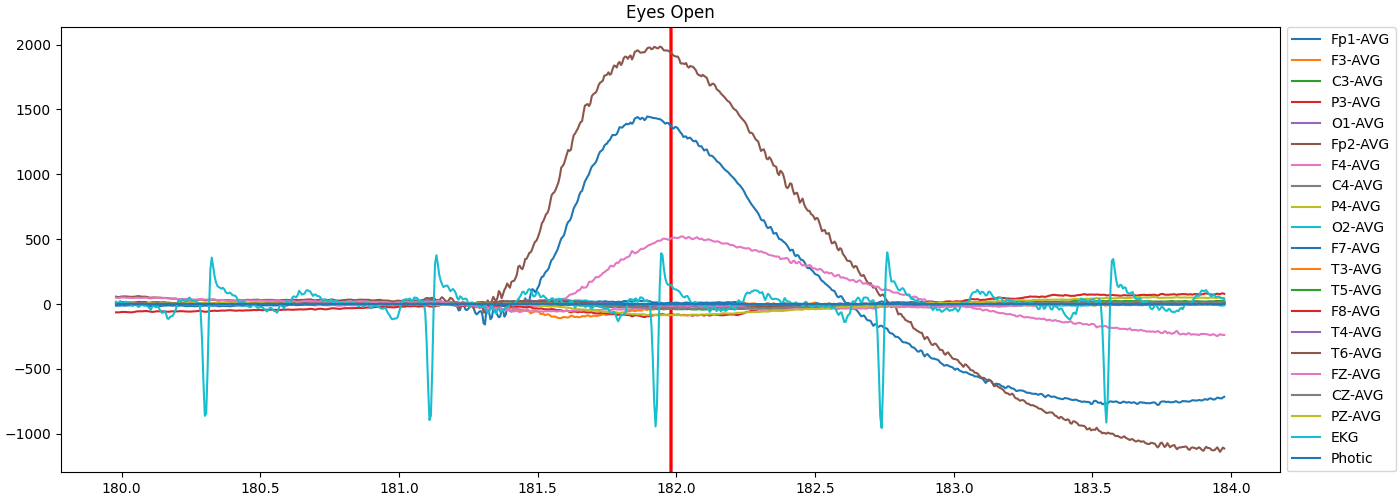 Eyes Open
2000
1500
1000
500
0
−500
−1000
180.0 180.5 181.0 181.5 182.0 182.5 183.0 183.5 184.0
Fp1-AVG
F3-AVG
C3-AVG
P3-AVG
O1-AVG
Fp2-AVG
F4-AVG
C4-AVG
P4-AVG
O2-AVG
F7-AVG
T3-AVG
T5-AVG
F8-AVG
T4-AVG
T6-AVG
FZ-AVG
CZ-AVG
PZ-AVG
EKG
Photic